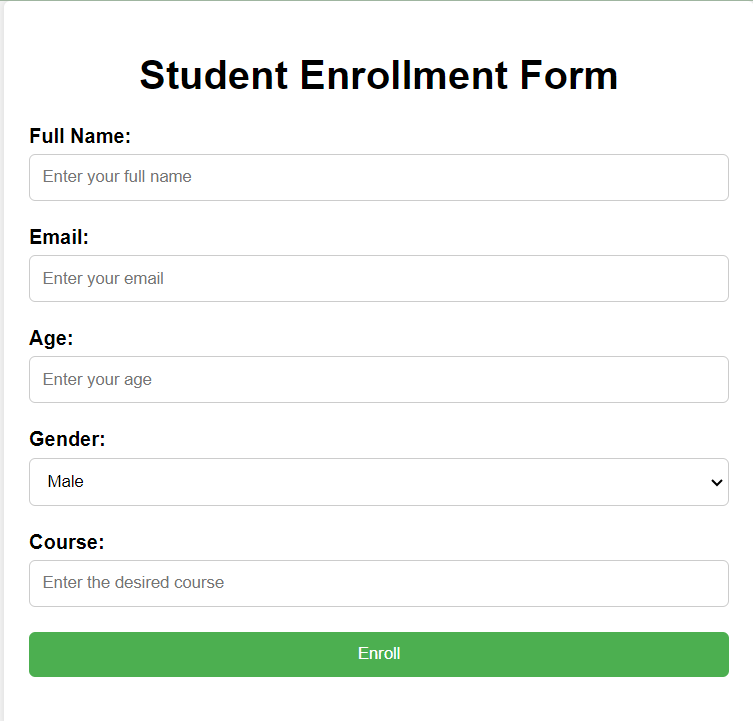 Student Enrollment Form
Full Name:
Enter your full name
Email:
Enter your email
Age:
Enter your age
Gender:
Male
Course:
Enter the desired course
Enroll